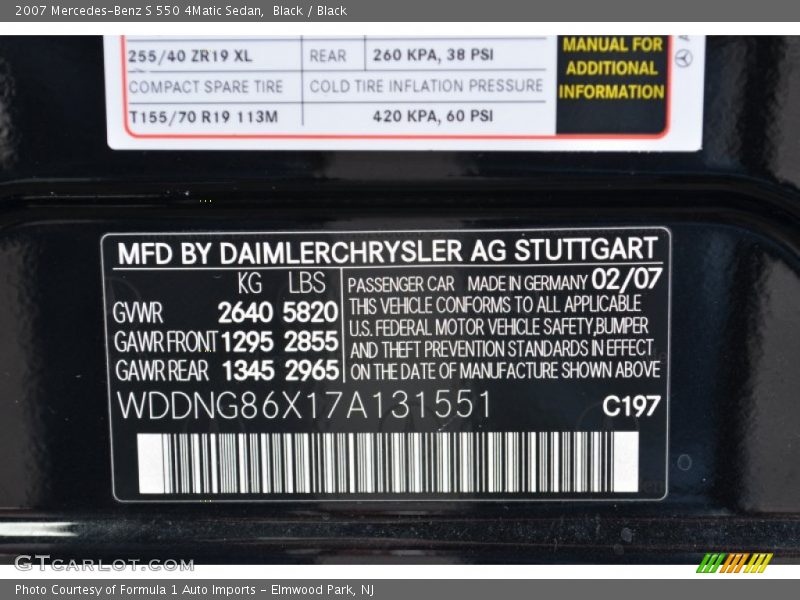 2007 Mercedes-Benz S 550 4Matic Sedan,  Black / Black
255/40 ZR19 XL REAR 260 KPA, 38 PSI
COMPACT SPARE TIRE COLD TIRE INFLATION PRESSURE
T155/70 R19 113M 420 KPA, 60 PSI
MANUAL FOR
ADDITIONAL
INFORMATION
MFD BY DAIMLERCHRYSLER AG STUTTGART
KG LBS
GVWR 2640 5820
GAWR FRONT 1295 2855
GAWR REAR 1345 2965
PASSENGER CAR MADE IN GERMANY 02/07
THIS VEHICLE CONFORMS TO ALL APPLICABLE
U.S. FEDERAL MOTOR VEHICLE SAFETY,BUMPER
AND THEFT PREVENTION STANDARDS IN EFFECT
ON THE DATE OF MANUFACTURE SHOWN ABOVE
WDDNG86X17A131551 C197
GTCARLOT.COM
Photo Courtesy of Formula 1 Auto Imports - Elmwood Park, NJ